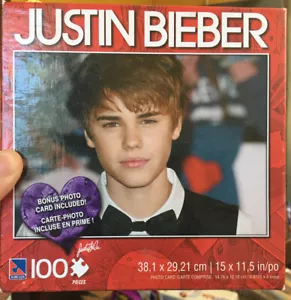 JUSTIN BIEBER
BONUS PHOTO
CARD INCLUDED!
CARTE-PHOTO
INCLUSE EN PRIME !
100
PIECES
38.1 x 29,21 cm | 15 x 11,5 in/po